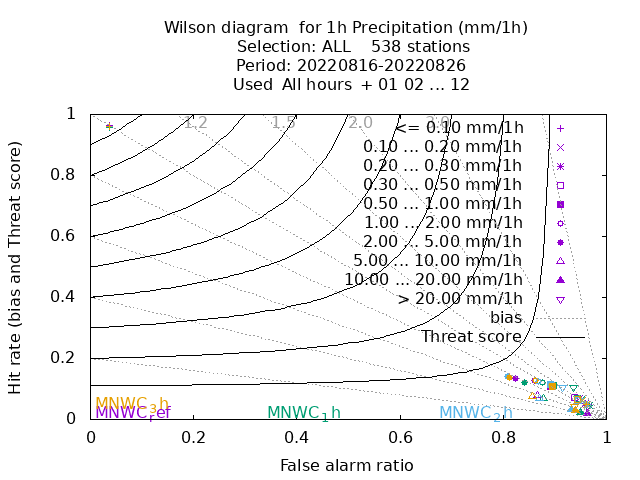 Wilson diagram  for 1h Precipitation (mm/1h)
Selection: ALL    538 stations
Period: 20220816-20220826
Used  All hours  + 01 02 ... 12
1.2 1.5 2.0 3.0
<= 0.10 mm/1h
0.10 ... 0.20 mm/1h
0.20 ... 0.30 mm/1h
0.30 ... 0.50 mm/1h
0.50 ... 1.00 mm/1h
1.00 ... 2.00 mm/1h
2.00 ... 5.00 mm/1h
5.00 ... 10.00 mm/1h
10.00 ... 20.00 mm/1h
> 20.00 mm/1h
bias
Threat score
1
0.8
0.6
0.4
0.2
0
Hit rate (bias and Threat score)
MNWC_3h
MNWC_ref MNWC_1h MNWC_2h
0 0.2 0.4 0.6 0.8 1
False alarm ratio